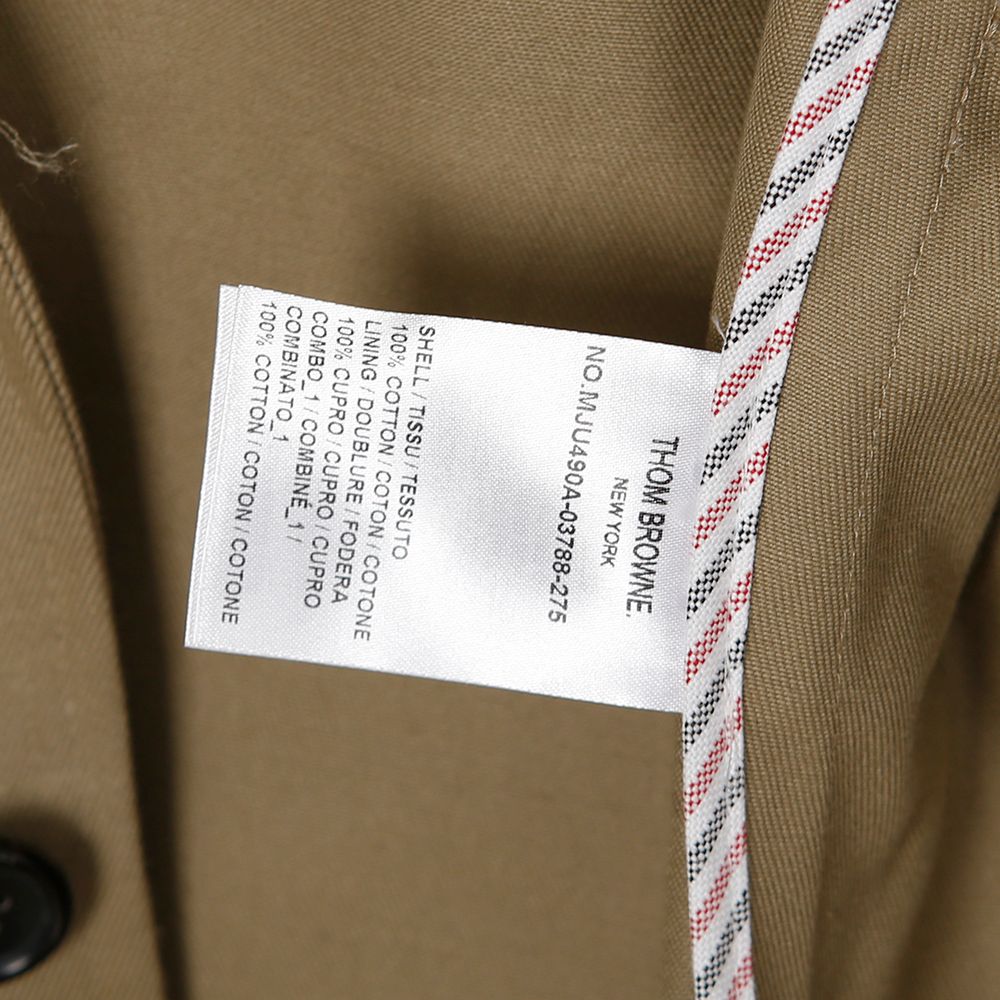 THOM BROWNE.
NEW YORK
NO.MJU490A-03788-275
SHELL / TISSU / TESSUTO
100% COTTON / COTON / COTONE
LINING / DOUBLURE / FODERA
100% CUPRO / CUPRO / CUPRO
COMBO_1 / COMBINÉ_1 /
COMBINATO_1
100% COTTON / COTON / COTONE